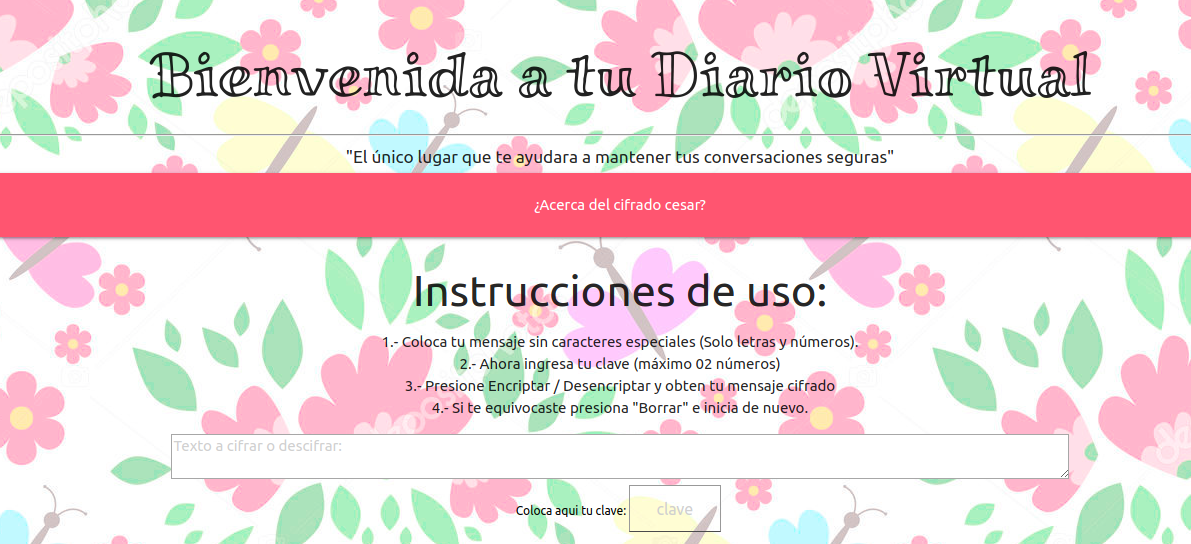 Bienvenida a tu Diario Virtual
"El único lugar que te ayudara a mantener tus conversaciones seguras"
¿Acerca del cifrado cesar?
Instrucciones de uso:
1.- Coloca tu mensaje sin caracteres especiales (Solo letras y números).
2.- Ahora ingresa tu clave (máximo 02 números)
3.- Presione Encriptar / Desencriptar y obten tu mensaje cifrado
4.- Si te equivocaste presiona "Borrar" e inicia de nuevo.
Texto a cifrar o descifrar:
Coloca aqui tu clave: clave